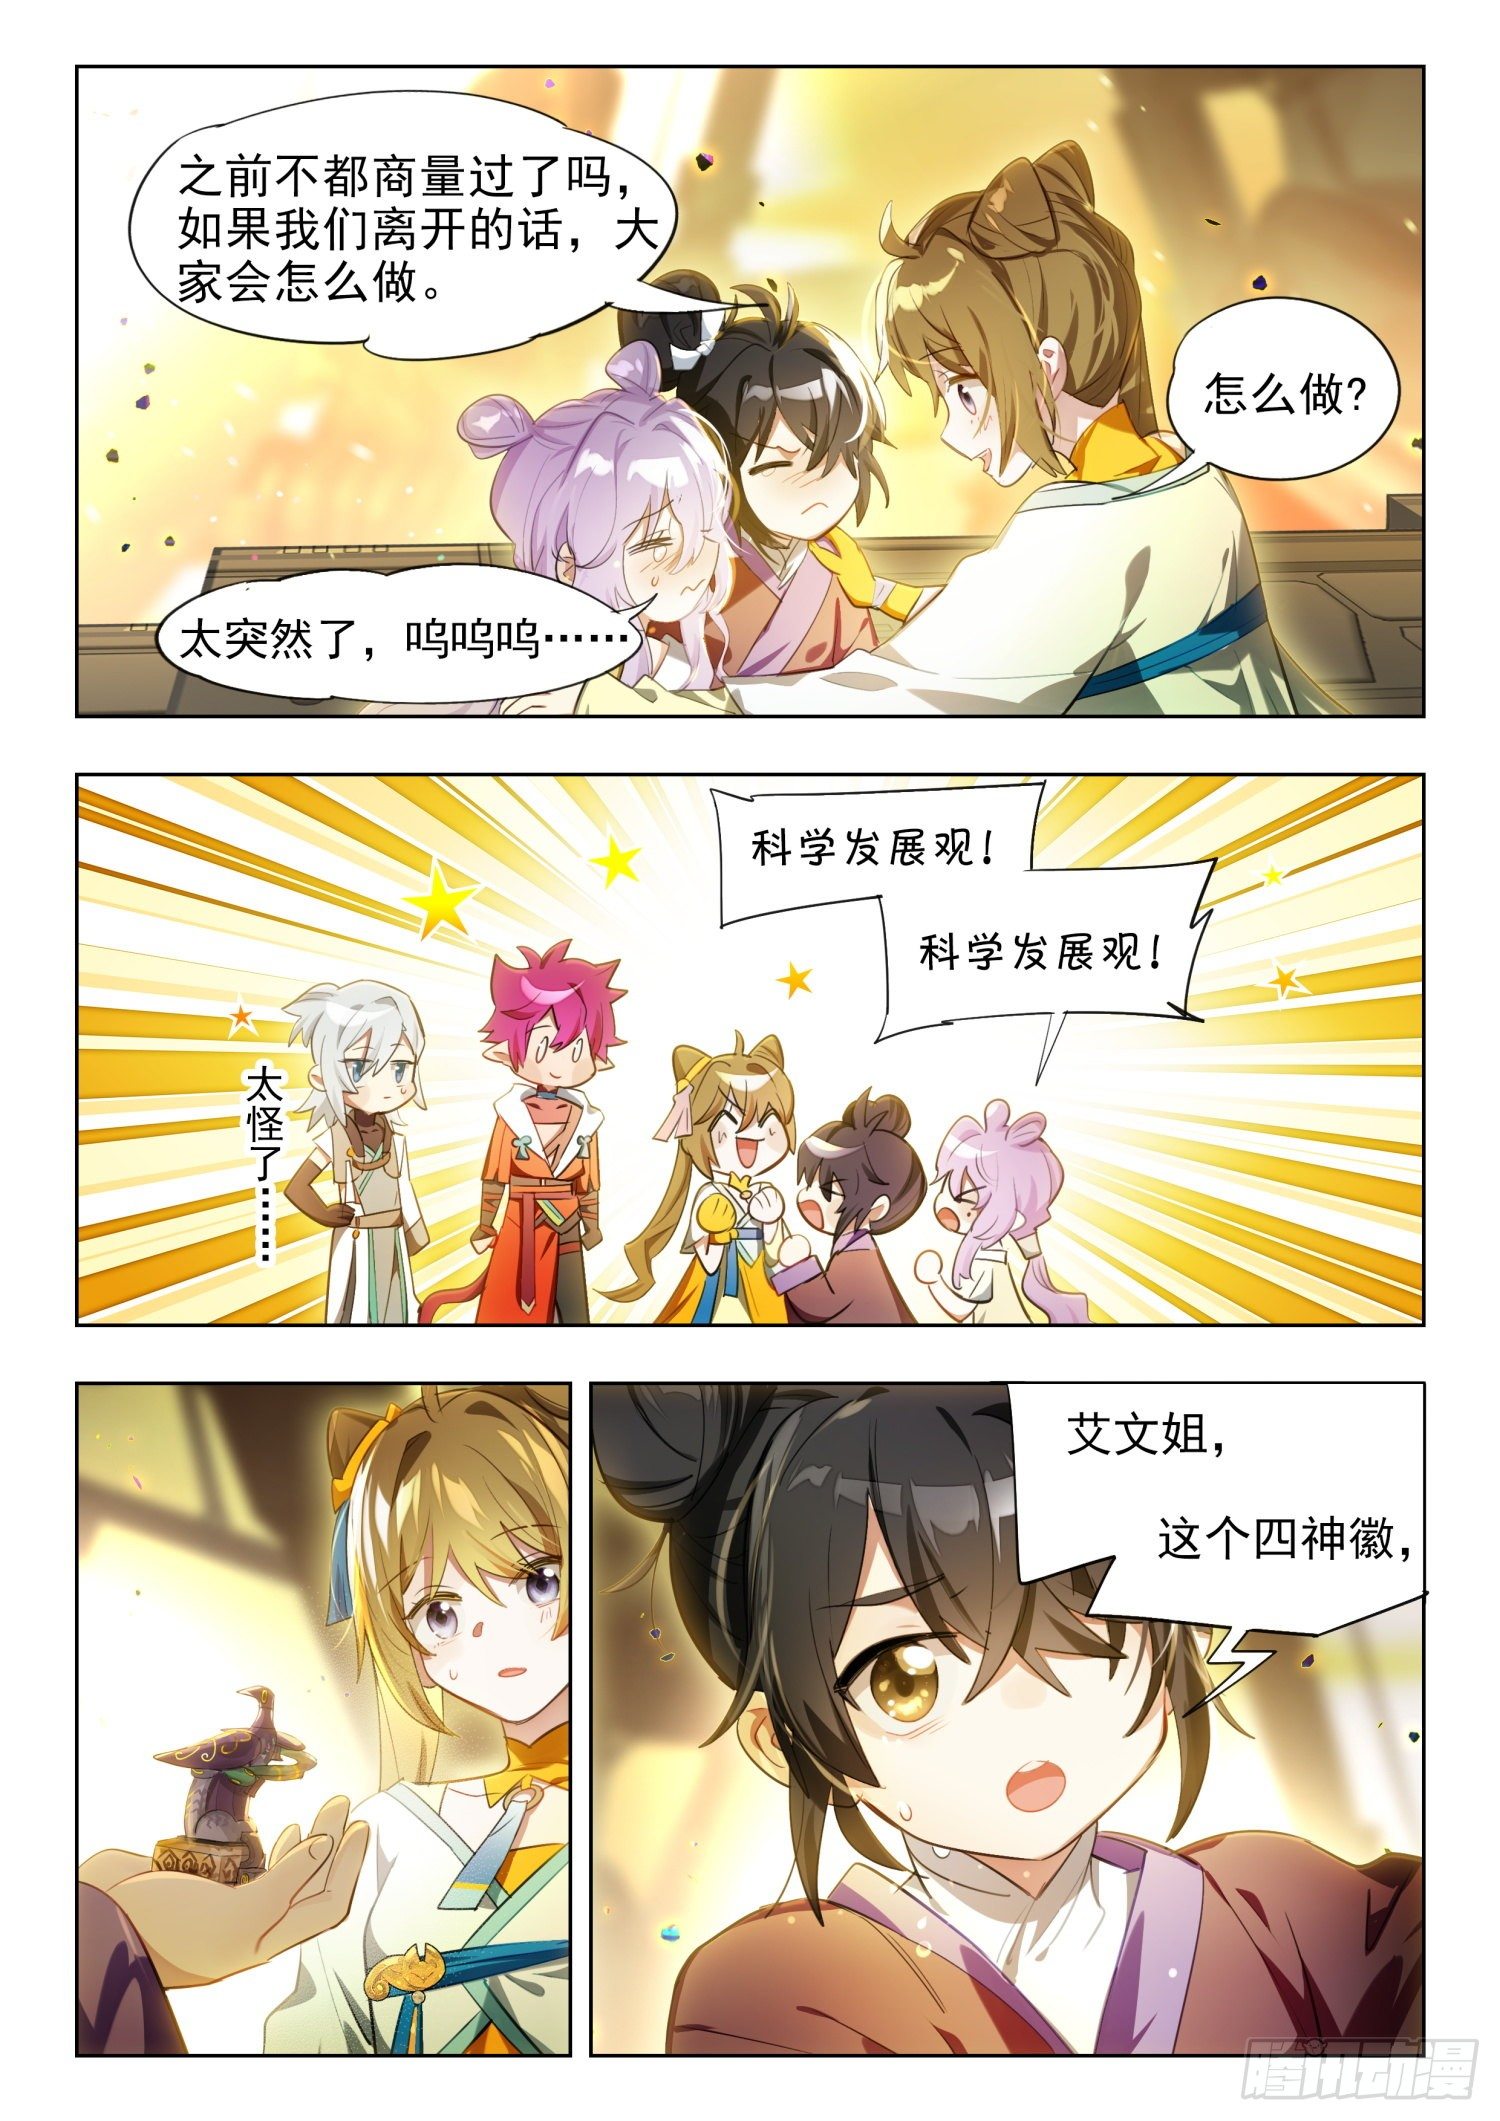 之前不都商量过了吗，
如果我们离开的话，大
家会怎么做。
怎么做?
太突然了，呜呜呜……
科学发展观！
科学发展观！
太怪了……
艾文姐，
这个四神徽，
腾讯动漫